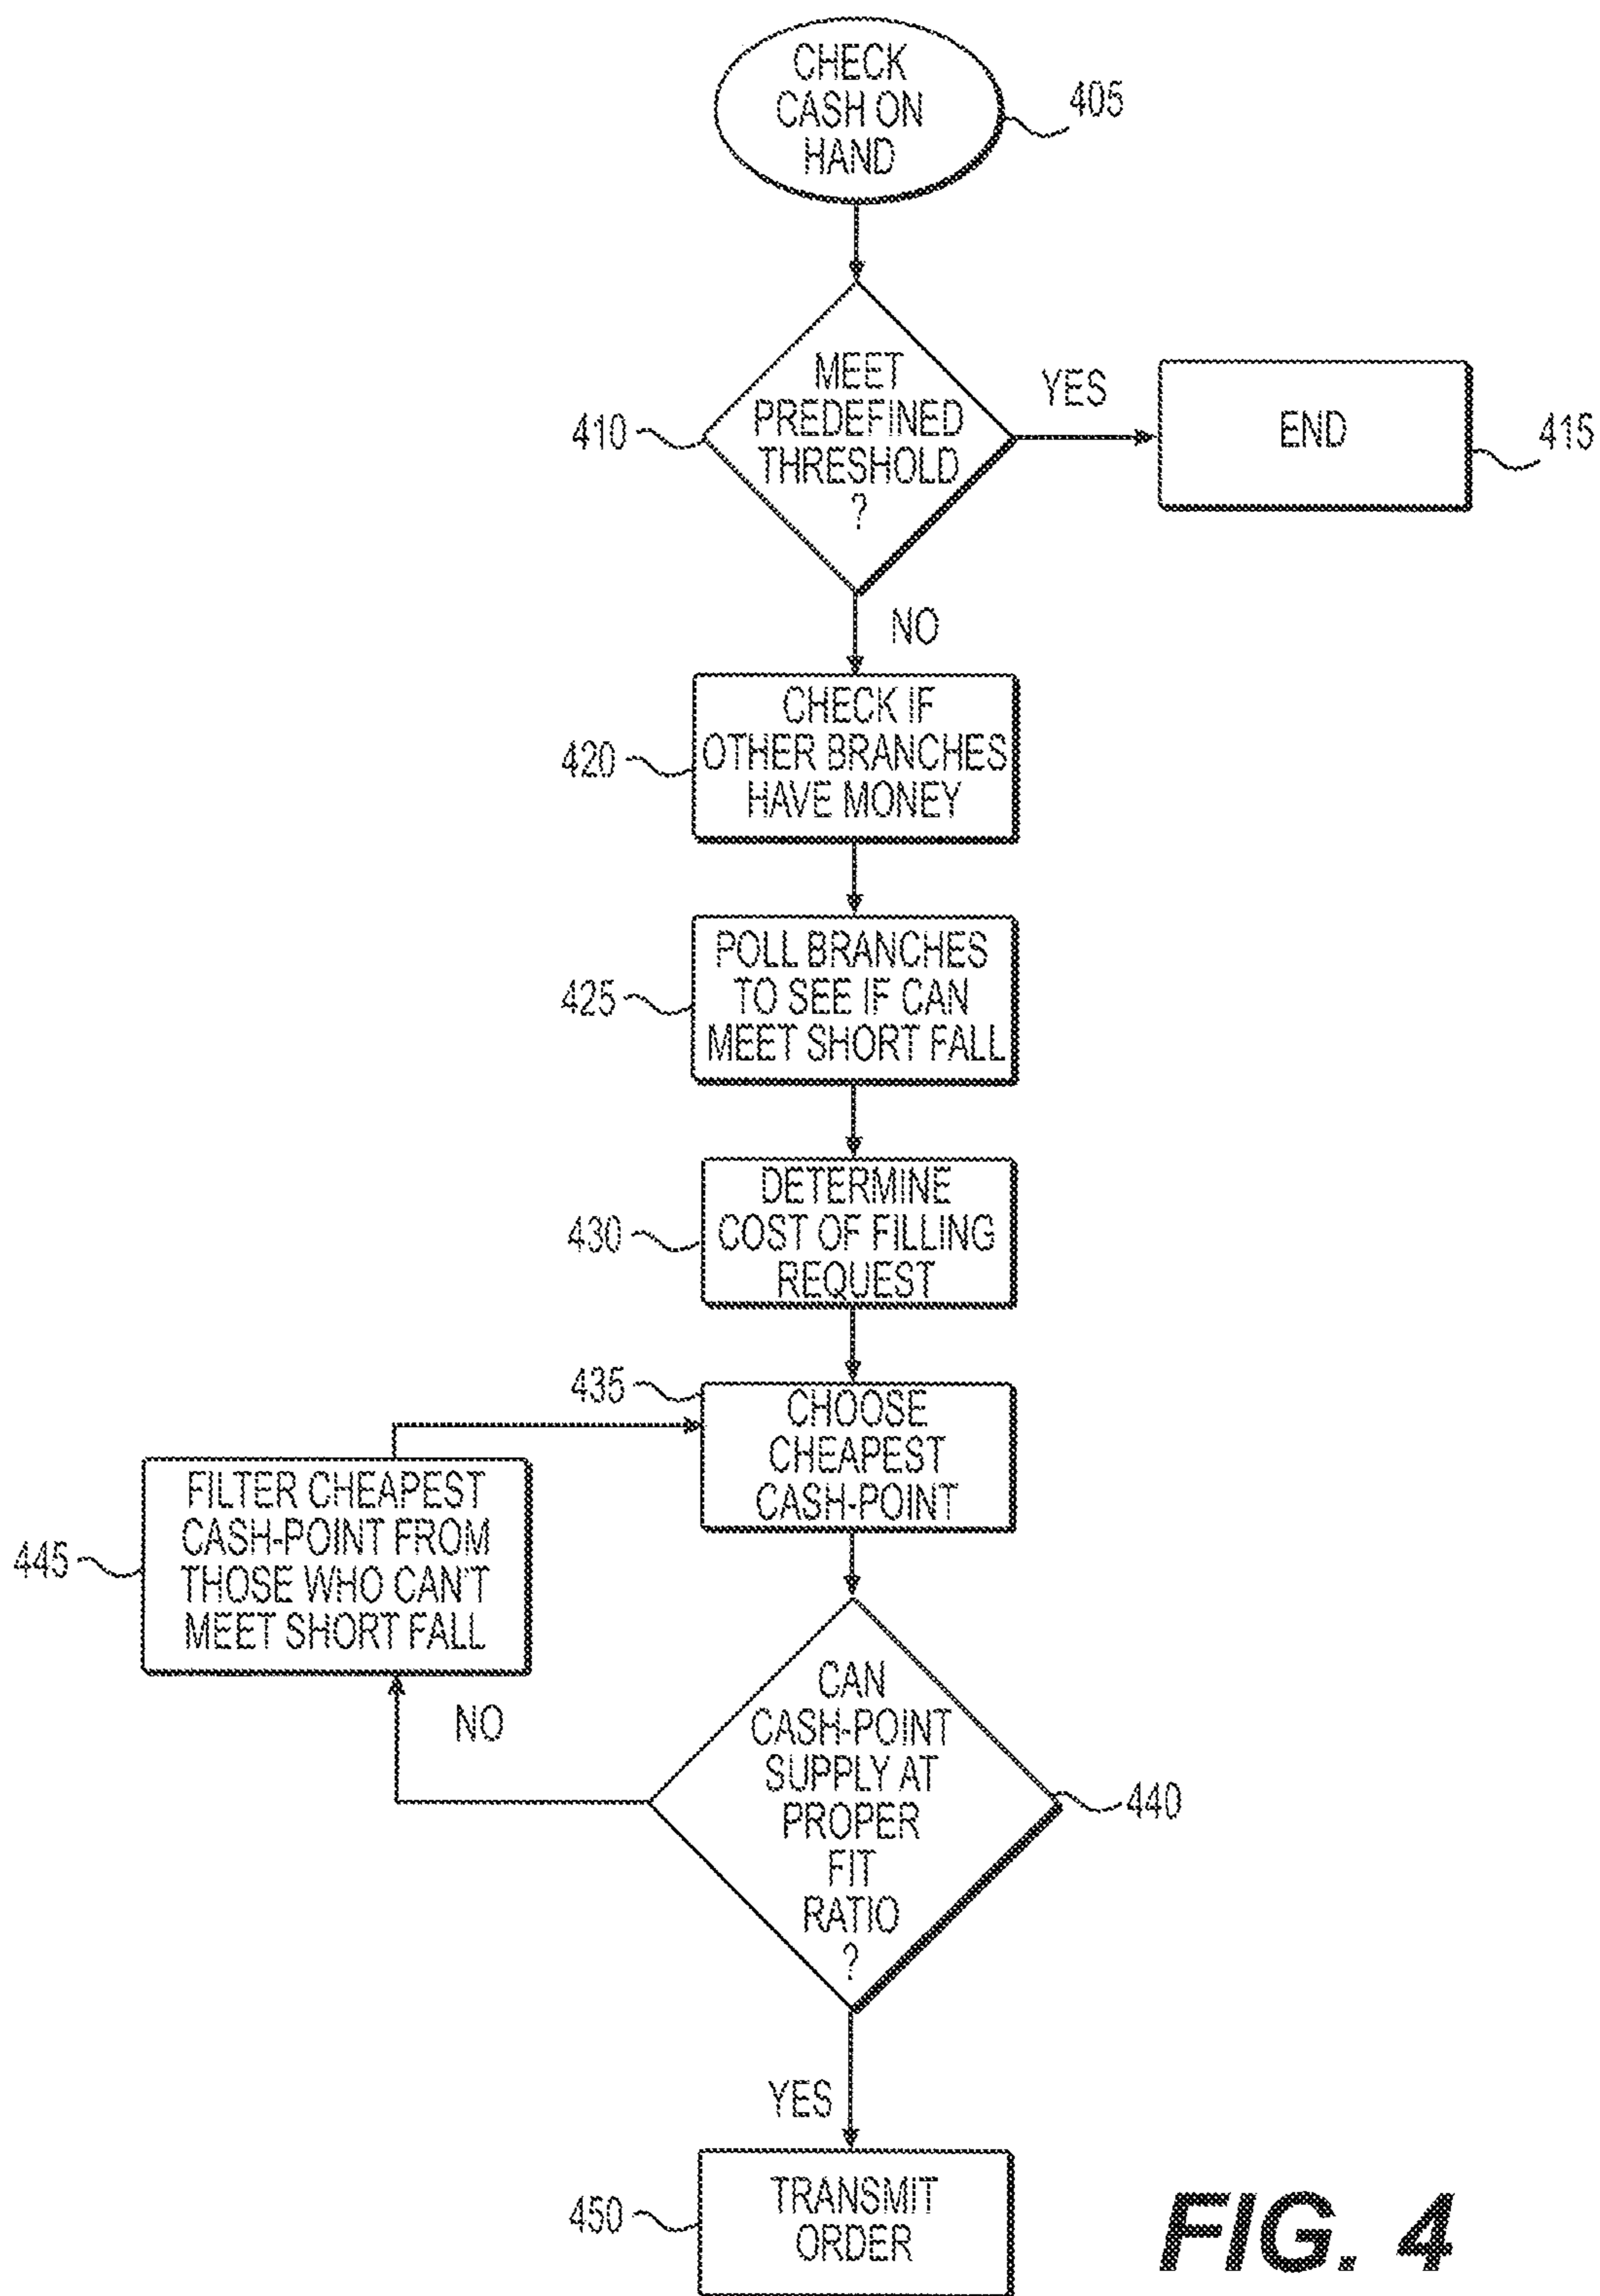 CHECK
CASH ON
HAND
405
MEET
PREDEFINED
THRESHOLD
?
410
YES
END
415
NO
CHECK IF
OTHER BRANCHES
HAVE MONEY
420
POLL BRANCHES
TO SEE IF CAN
MEET SHORT FALL
425
DETERMINE
COST OF FILLING
REQUEST
430
435
CHOOSE
CHEAPEST
CASH-POINT
FILTER CHEAPEST
CASH-POINT FROM
THOSE WHO CAN'T
MEET SHORT FALL
445
NO
CAN
CASH-POINT
SUPPLY AT
PROPER
FIT
RATIO
?
440
YES
TRANSMIT
ORDER
450
FIG. 4